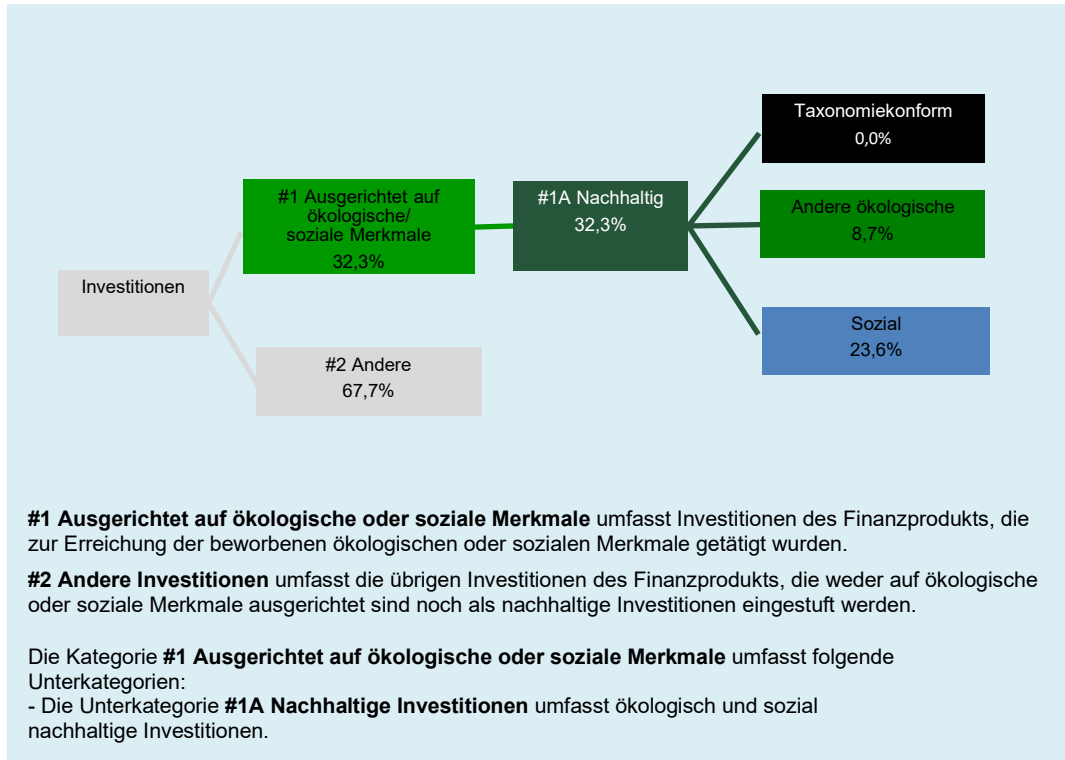 Taxonomiekonform
0,0%
#1 Ausgerichtet auf
ökologische/
soziale Merkmale
32,3%
#1A Nachhaltig
32,3%
Andere ökologische
8,7%
Investitionen
Sozial
23,6%
#2 Andere
67,7%
#1 Ausgerichtet auf ökologische oder soziale Merkmale umfasst Investitionen des Finanzprodukts, die
zur Erreichung der beworbenen ökologischen oder sozialen Merkmale getätigt wurden.
#2 Andere Investitionen umfasst die übrigen Investitionen des Finanzprodukts, die weder auf ökologische
oder soziale Merkmale ausgerichtet sind noch als nachhaltige Investitionen eingestuft werden.
Die Kategorie #1 Ausgerichtet auf ökologische oder soziale Merkmale umfasst folgende
Unterkategorien:
- Die Unterkategorie #1A Nachhaltige Investitionen umfasst ökologisch und sozial
nachhaltige Investitionen.